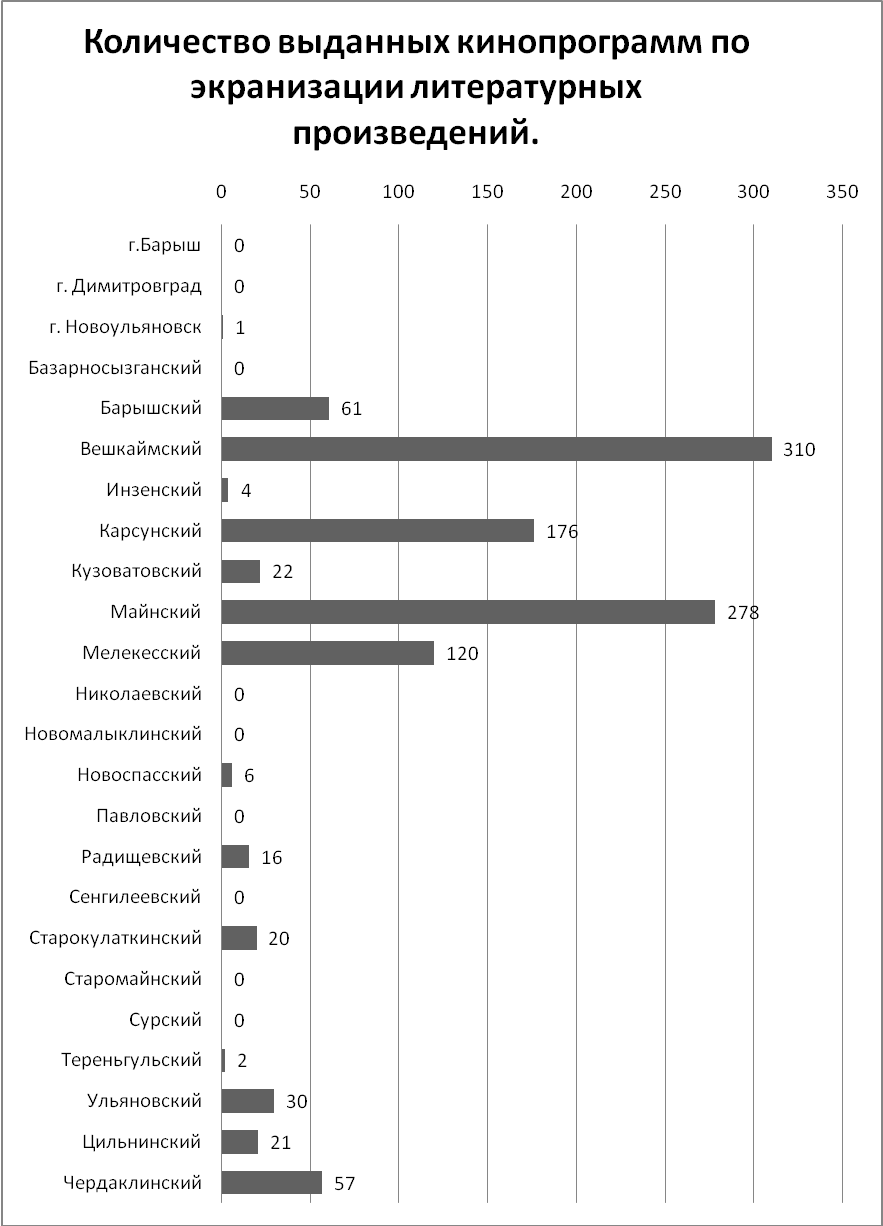 Количество выданных кинопрограмм по
экранизации литературных
произведений.
0 50 100 150 200 250 300 350
г.Барыш 0
г. Димитровград 0
г. Новоульяновск 1
Базарносызганский 0
Барышский 61
Вешкаймский 310
Инзенский 4
Карсунский 176
Кузоватовский 22
Майнский 278
Мелекесский 120
Николаевский 0
Новомалыклинский 0
Новоспасский 6
Павловский 0
Радищевский 16
Сенгилеевский 0
Старокулаткинский 20
Старомайнский 0
Сурский 0
Тереньгульский 2
Ульяновский 30
Цильнинский 21
Чердаклинский 57